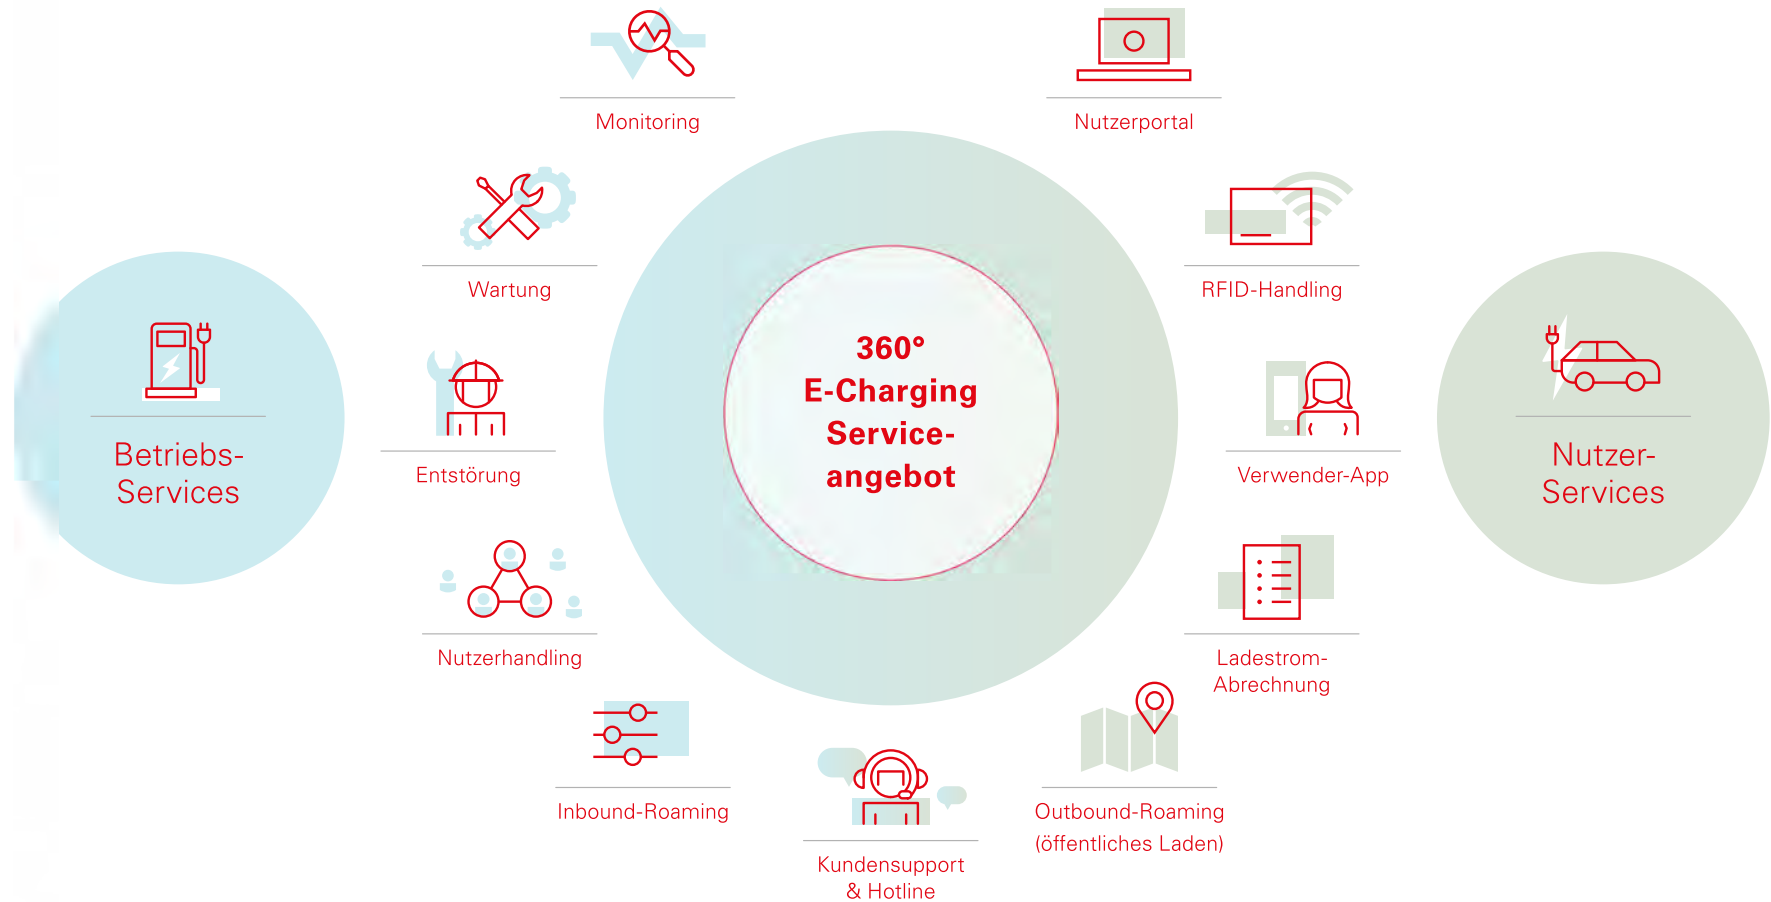 Monitoring
Nutzerportal
Wartung
RFID-Handling
360°
E-Charging
Service-
angebot
Betriebs-
Services
Nutzer-
Services
Entstörung
Verwender-App
Nutzerhandling
Ladestrom-
Abrechnung
Inbound-Roaming
Outbound-Roaming
(öffentliches Laden)
Kundensupport
& Hotline